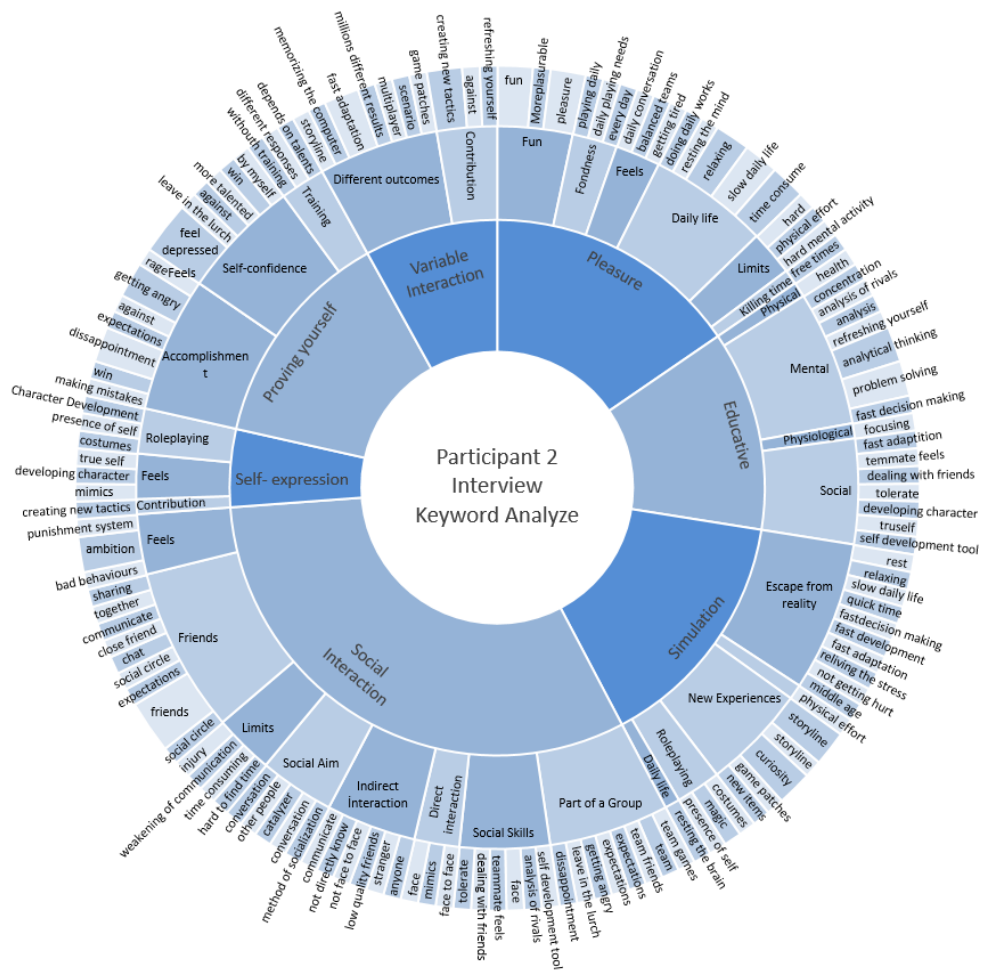 Participant 2
Interview
Keyword Analyze
Pleasure
Fun
fun
Moreplasurable
pleasure
Fondness
playing daily
daily playing needs
Feels
every day
daily conversation
Daily life
balanced teams
getting tired
doing daily works
resting the mind
relaxing
slow daily life
time consume
Limits
hard
physical effort
hard mental activity
Killing time
free times
Educative
Physical
health
Mental
concentration
analysis of rivals
analysis
refreshing yourself
analytical thinking
problem solving
fast decision making
Physiological
focusing
Social
fast adaptition
temmate feels
dealing with friends
tolerate
developing character
truself
self development tool
Simulation
Escape from
reality
rest
relaxing
slow daily life
quick time
fastdecision making
fast development
fast adaptation
reliving the stress
not getting hurt
middle age
physical effort
New Experiences
storyline
storyline
curiosity
game patches
new items
Roleplaying
costumes
magic
presence of self
Daily life
resting the brain
Social
Interaction
Part of a Group
team games
team
team friends
expectations
expectations
getting angry
leave in the lurch
disappointment
Social Skills
self development tool
analysis of rivals
face
teammate feels
dealing with friends
tolerate
Direct
interaction
face to face
mimics
face
Indirect
İnteraction
anyone
stranger
low quality friends
not face to face
not directly know
communicate
Social Aim
method of socialization
conversation
catalyzer
other people
conversation
Limits
hard to find time
time consuming
weakening of communication
injury
social circle
Friends
friends
expectations
social circle
chat
close friend
communicate
together
sharing
bad behaviours
Feels
ambition
punishment system
Self- expression
Contribution
creating new tactics
Feels
mimics
developing character
true self
Roleplaying
costumes
presence of self
Character Development
Proving yourself
Accomplishmen
t
making mistakes
win
dissappointment
expectations
against
getting angry
Self-confidence
rageFeels
feel
depressed
leave in the lurch
against
more talented
win
by myself
Training
withouth training
different responses
depends
on talents
Variable
Interaction
Different outcomes
storyline
memorizing the computer
fast adaptation
millions different results
multiplayer
scenario
game patches
Contribution
creating new tactics
against
refreshing yourself